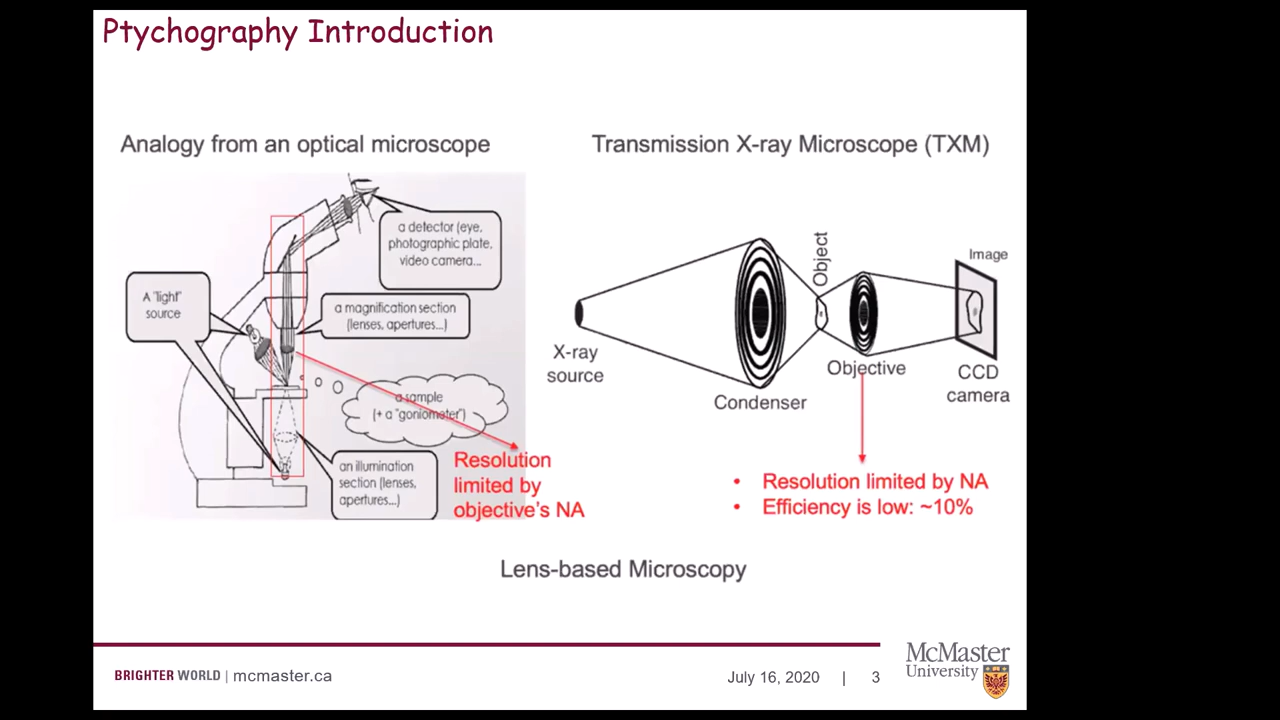 Ptychography Introduction
Analogy from an optical microscope
a detector (eye,
photographic plate,
video camera...
A "light"
source
a magnification section
(lenses, apertures...)
a sample
(+ a "goniometer")
an illumination
section (lenses,
apertures...)
Resolution
limited by
objective's NA
Transmission X-ray Microscope (TXM)
Object
Image
X-ray
source
Condenser
Objective
CCD
camera
• Resolution limited by NA
• Efficiency is low: ~10%
Lens-based Microscopy
BRIGHTER WORLD | mcmaster.ca
July 16, 2020 | 3
McMaster
University